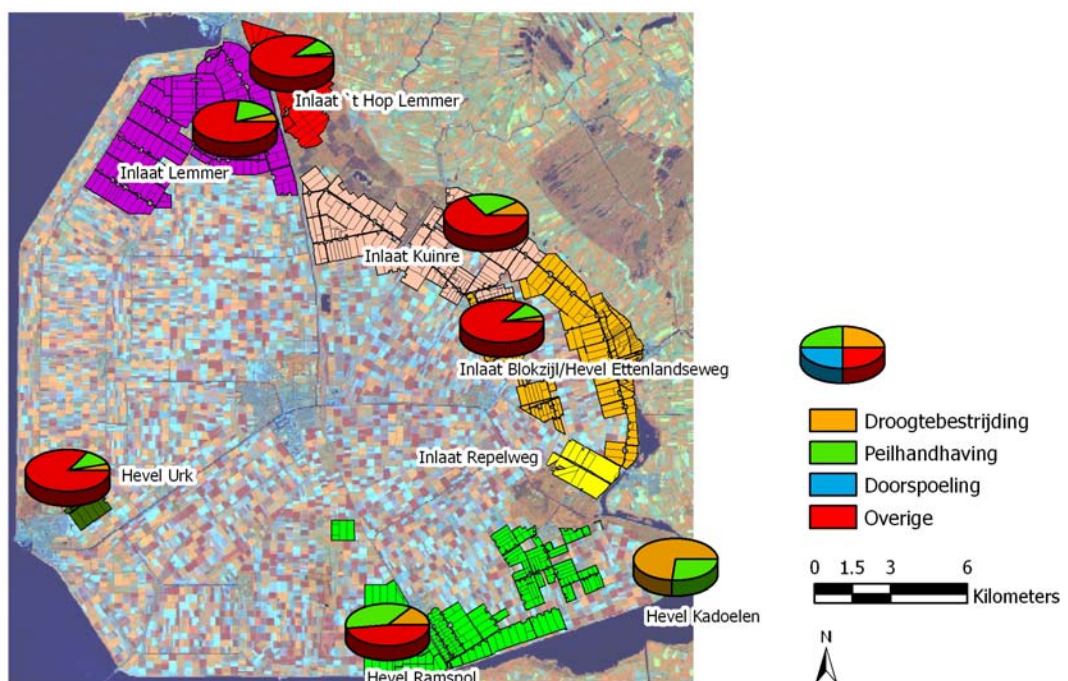 Inlaat `t Hop Lemmer
Inlaat Lemmer
Inlaat Kuinre
Inlaat Blokzijl/Hevel Ettenlandseweg
Inlaat Repelweg
Hevel Urk
Hevel Kadoelen
Hevel Ramspol
Droogtebestrijding
Peilhandhaving
Doorspoeling
Overige
0 1.5 3 6
Kilometers
N